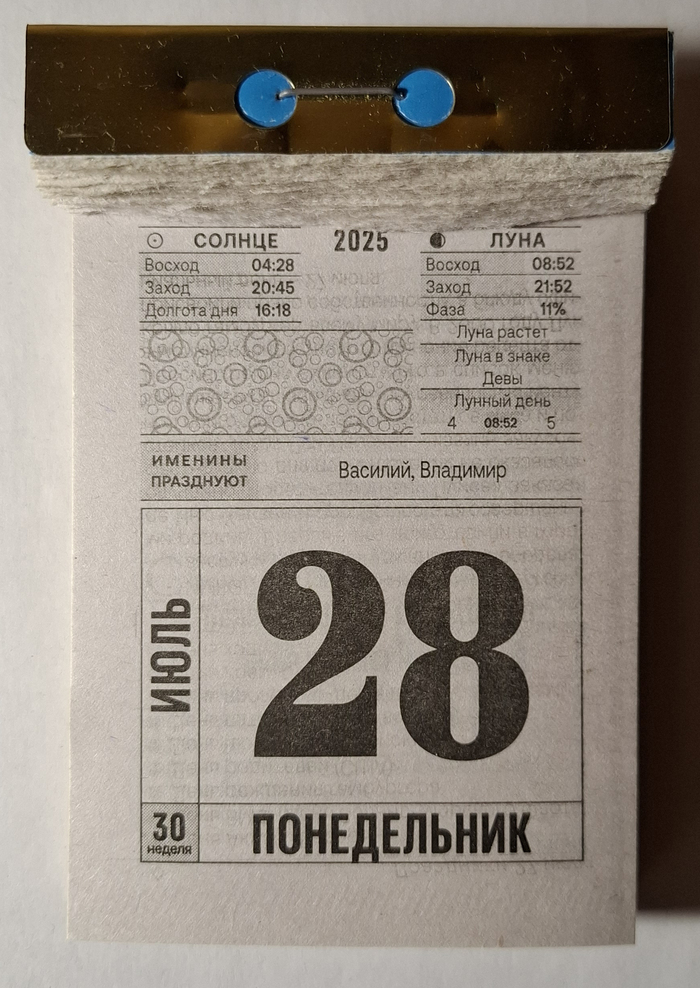 СОЛНЦЕ
Восход 04:28
Заход 20:45
Долгота дня 16:18
2025
ЛУНА
Восход 08:52
Заход 21:52
Фаза 11%
Луна растет
Луна в знаке
Девы
Лунный день
4 08:52 5
ИМЕНИНЫ
ПРАЗДНУЮТ
Василий, Владимир
ИЮЛЬ
28
30
неделя
ПОНЕДЕЛЬНИК